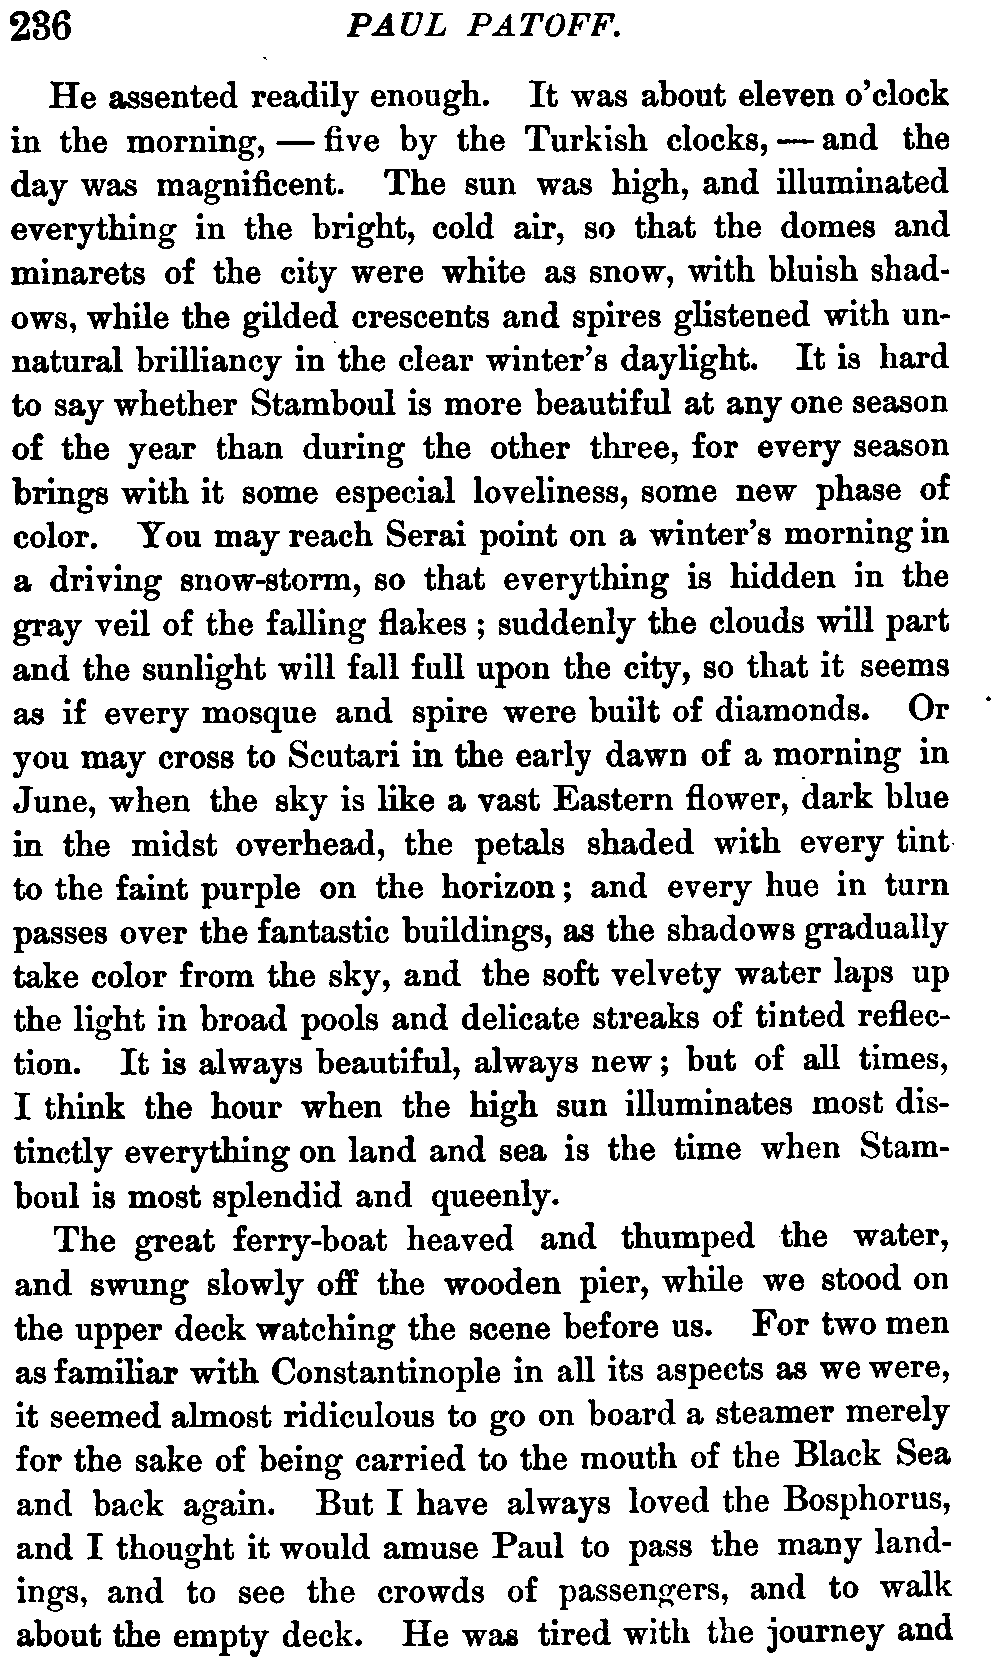 236 PAUL PATOFF.
He assented readily enough. It was about eleven o'clock
in the morning, — five by the Turkish clocks, — and the
day was magnificent. The sun was high, and illuminated
everything in the bright, cold air, so that the domes and
minarets of the city were white as snow, with bluish shad-
ows, while the gilded crescents and spires glistened with un-
natural brilliancy in the clear winter's daylight. It is hard
to say whether Stamboul is more beautiful at any one season
of the year than during the other three, for every season
brings with it some especial loveliness, some new phase of
color. You may reach Serai point on a winter's morning in
a driving snow-storm, so that everything is hidden in the
gray veil of the falling flakes ; suddenly the clouds will part
and the sunlight will fall full upon the city, so that it seems
as if every mosque and spire were built of diamonds. Or
you may cross to Scutari in the early dawn of a morning in
June, when the sky is like a vast Eastern flower, dark blue
in the midst overhead, the petals shaded with every tint
to the faint purple on the horizon ; and every hue in turn
passes over the fantastic buildings, as the shadows gradually
take color from the sky, and the soft velvety water laps up
the light in broad pools and delicate streaks of tinted reflec-
tion. It is always beautiful, always new ; but of all times,
I think the hour when the high sun illuminates most dis-
tinctly everything on land and sea is the time when Stam-
boul is most splendid and queenly.
The great ferry-boat heaved and thumped the water,
and swung slowly off the wooden pier, while we stood on
the upper deck watching the scene before us. For two men
as familiar with Constantinople in all its aspects as we were,
it seemed almost ridiculous to go on board a steamer merely
for the sake of being carried to the mouth of the Black Sea
and back again. But I have always loved the Bosphorus,
and I thought it would amuse Paul to pass the many land-
ings, and to see the crowds of passengers, and to walk
about the empty deck. He was tired with the journey and